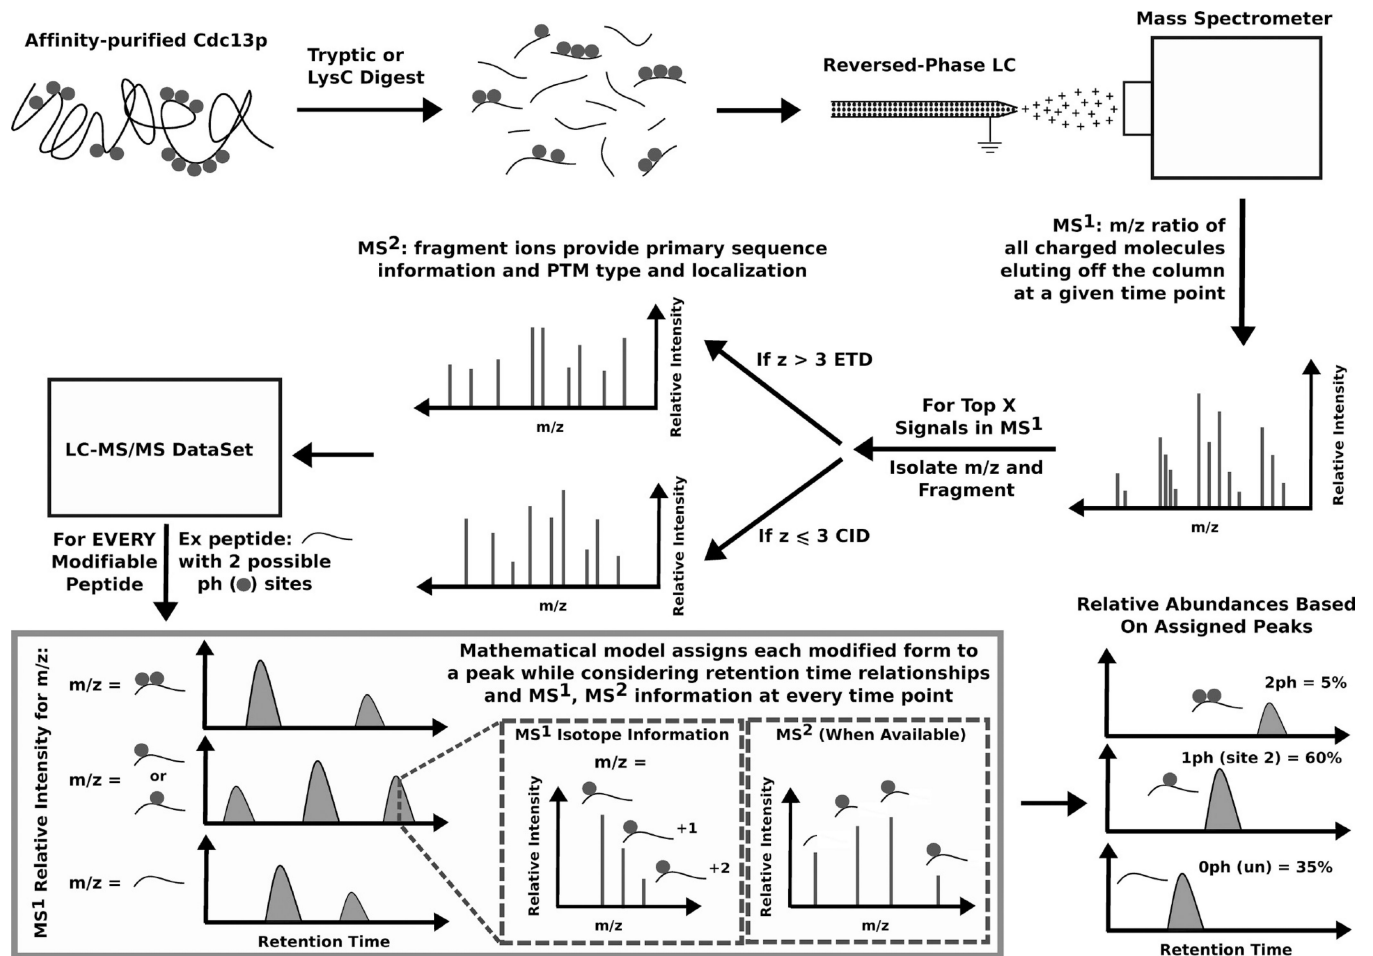 Affinity-purified Cdc13p
Tryptic or
LysC Digest
Reversed-Phase LC
Mass Spectrometer
MS1: m/z ratio of
all charged molecules
eluting off the column
at a given time point
MS2: fragment ions provide primary sequence
information and PTM type and localization
Relative Intensity
m/z
If z > 3 ETD
For Top X
Signals in MS1
Isolate m/z and
Fragment
Relative Intensity
m/z
LC-MS/MS DataSet
Relative Intensity
m/z
If z ⩽ 3 CID
For EVERY
Modifiable
Peptide
Ex peptide:
with 2 possible
ph ( ) sites
MS1 Relative Intensity for m/z:
m/z =
m/z =
or
m/z =
Retention Time
Mathematical model assigns each modified form to
a peak while considering retention time relationships
and MS1, MS2 information at every time point
MS1 Isotope Information
m/z =
+1
+2
Relative Intensity
m/z
MS2 (When Available)
Relative Intensity
m/z
Relative Abundances Based
On Assigned Peaks
2ph = 5%
1ph (site 2) = 60%
0ph (un) = 35%
Retention Time